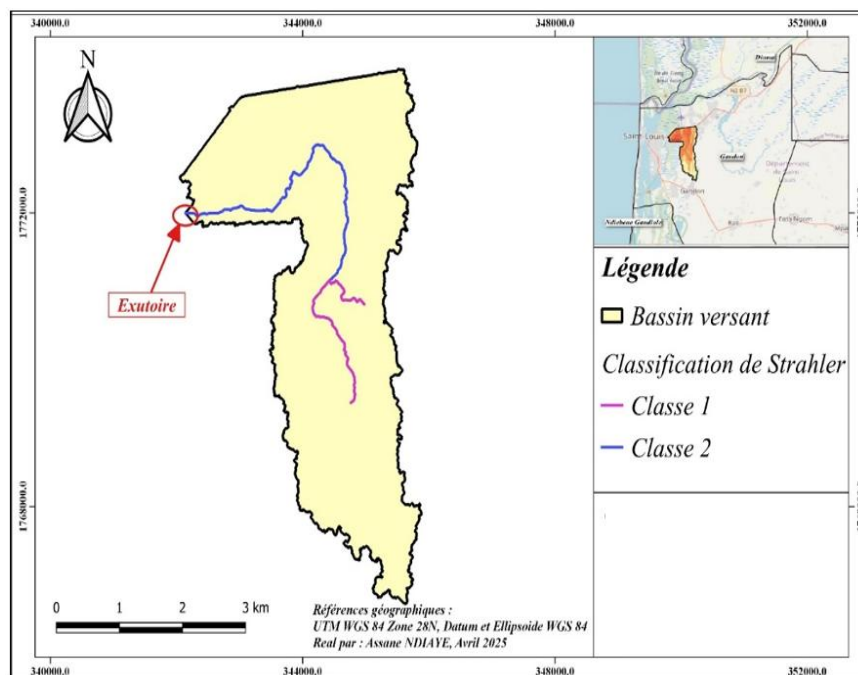 340000.0 344000.0 348000.0 352000.0
N
Exutoire
1772000.0
1768000.0
0 1 2 3 km
Références géographiques :
UTM WGS 84 Zone 28N, Datum et Ellipsoide WGS 84
Real par : Assane NDIAYE, Avril 2025
Saint Louis
Gandon
Gandon
Ndiebene Gandiole
Légende
Bassin versant
Classification de Strahler
Classe 1
Classe 2
340000.0 344000.0 348000.0 352000.0